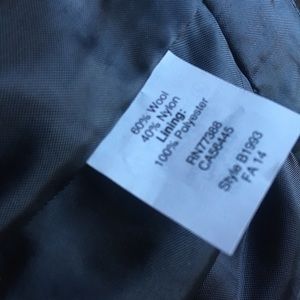 60% Wool
40% Nylon
Lining:
100% Polyester
RN77388
CA56445
Style B1993
FA 14